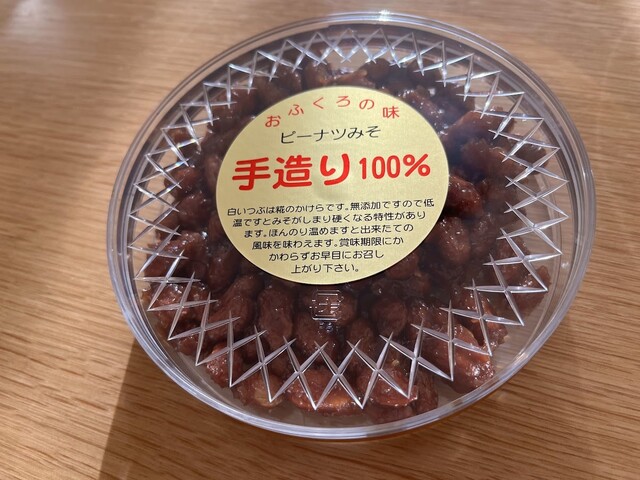 おふくろの味
ピーナツみそ
手造り100%
白いつぶは糀のかけらです。無添加ですので低
温ですとみそがしまり硬くなる特性があり
ます。ほんのり温めますと出来たての
風味を味わえます。賞味期限にか
かわらずお早目にお召し
上がり下さい。